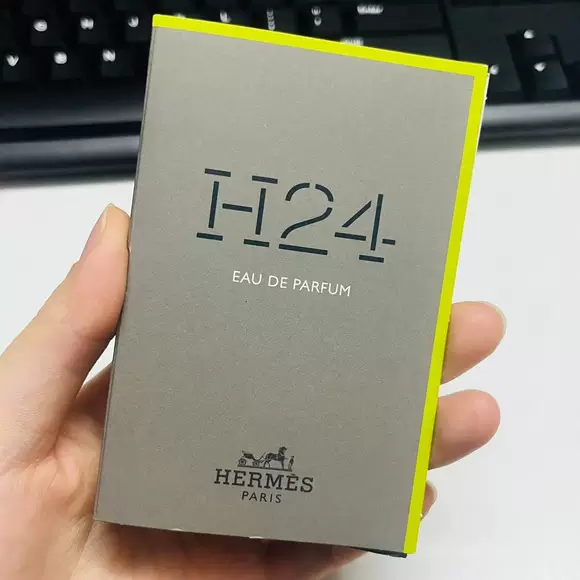 H24
EAU DE PARFUM
HERMÈS
PARIS